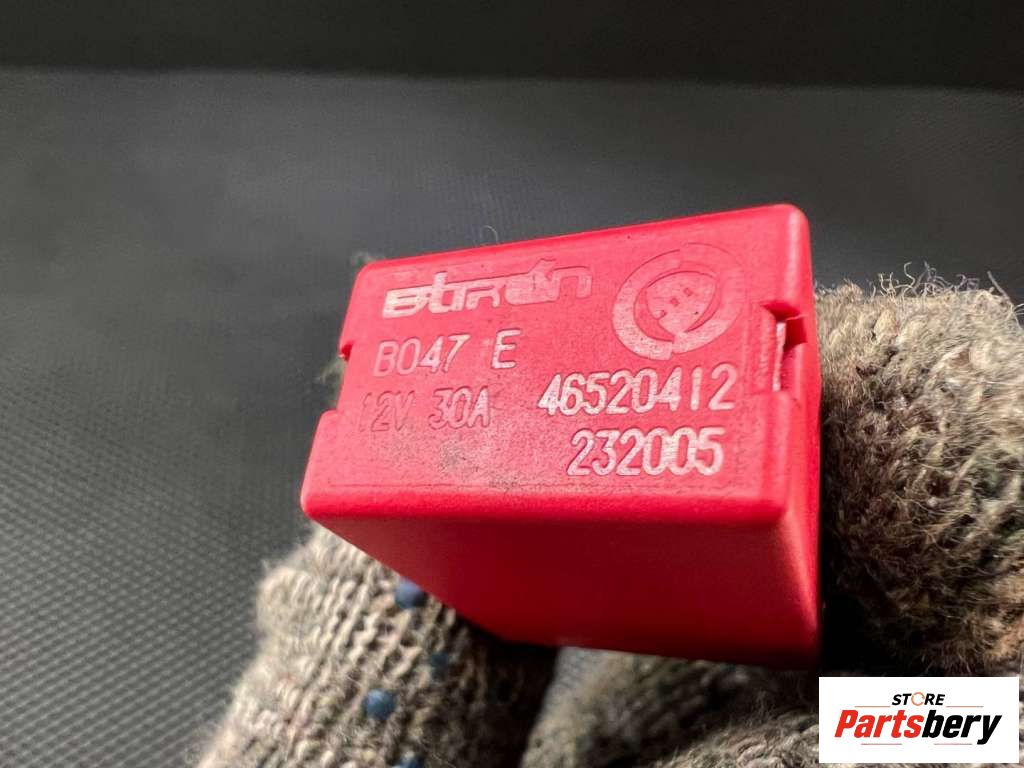 Bitron
B047 E
12V 30A
46520412
232005
STORE
Partsbery